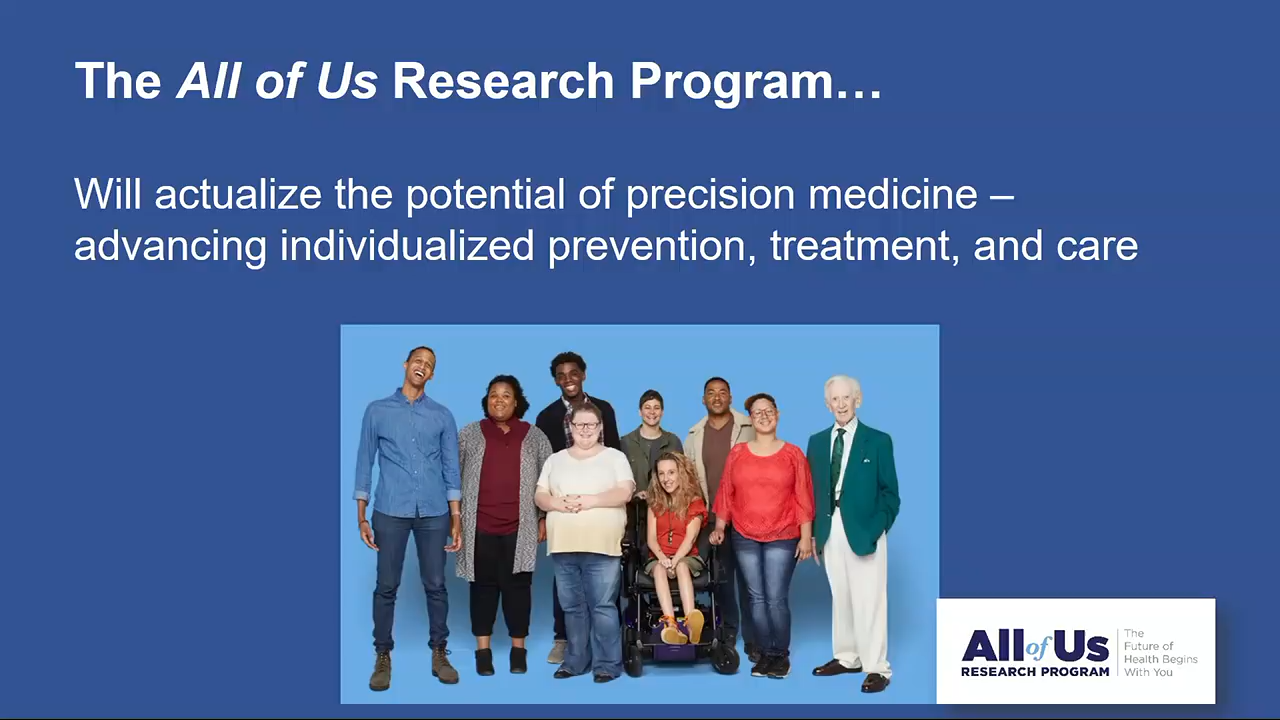 The All of Us Research Program…
Will actualize the potential of precision medicine –
advancing individualized prevention, treatment, and care
All of Us
RESEARCH PROGRAM
The
Future of
Health Begins
With You